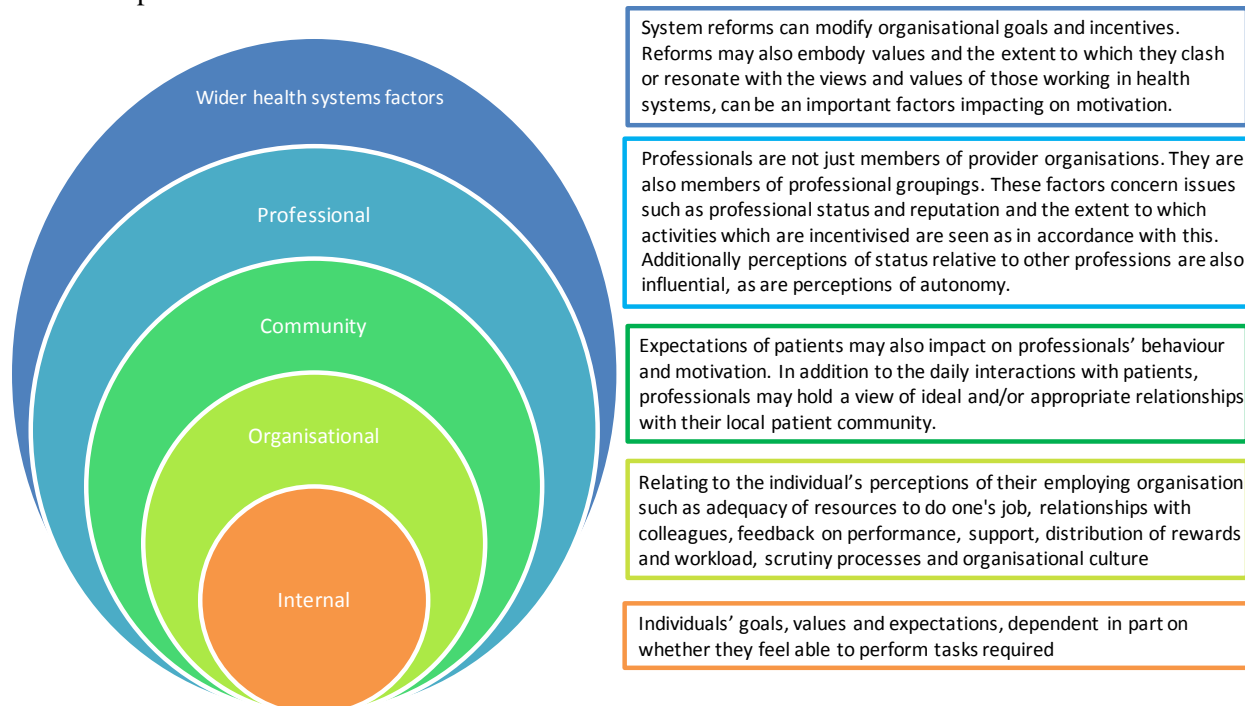 System reforms can modify organisational goals and incentives.
Reforms may also embody values and the extent to which they clash
or resonate with the views and values of those working in health
systems, can be an important factors impacting on motivation.
Wider health systems factors
Professionals are not just members of provider organisations. They are
also members of professional groupings. These factors concern issues
such as professional status and reputation and the extent to which
activities which are incentivised are seen as in accordance with this.
Additionally perceptions of status relative to other professions are also
influential, as are perceptions of autonomy.
Professional
Expectations of patients may also impact on professionals’ behaviour
and motivation. In addition to the daily interactions with patients,
professionals may hold a view of ideal and/or appropriate relationships
with their local patient community.
Community
Relating to the individual’s perceptions of their employing organisation
such as adequacy of resources to do one's job, relationships with
colleagues, feedback on performance, support, distribution of rewards
and workload, scrutiny processes and organisational culture
Organisational
Individuals’ goals, values and expectations, dependent in part on
whether they feel able to perform tasks required
Internal